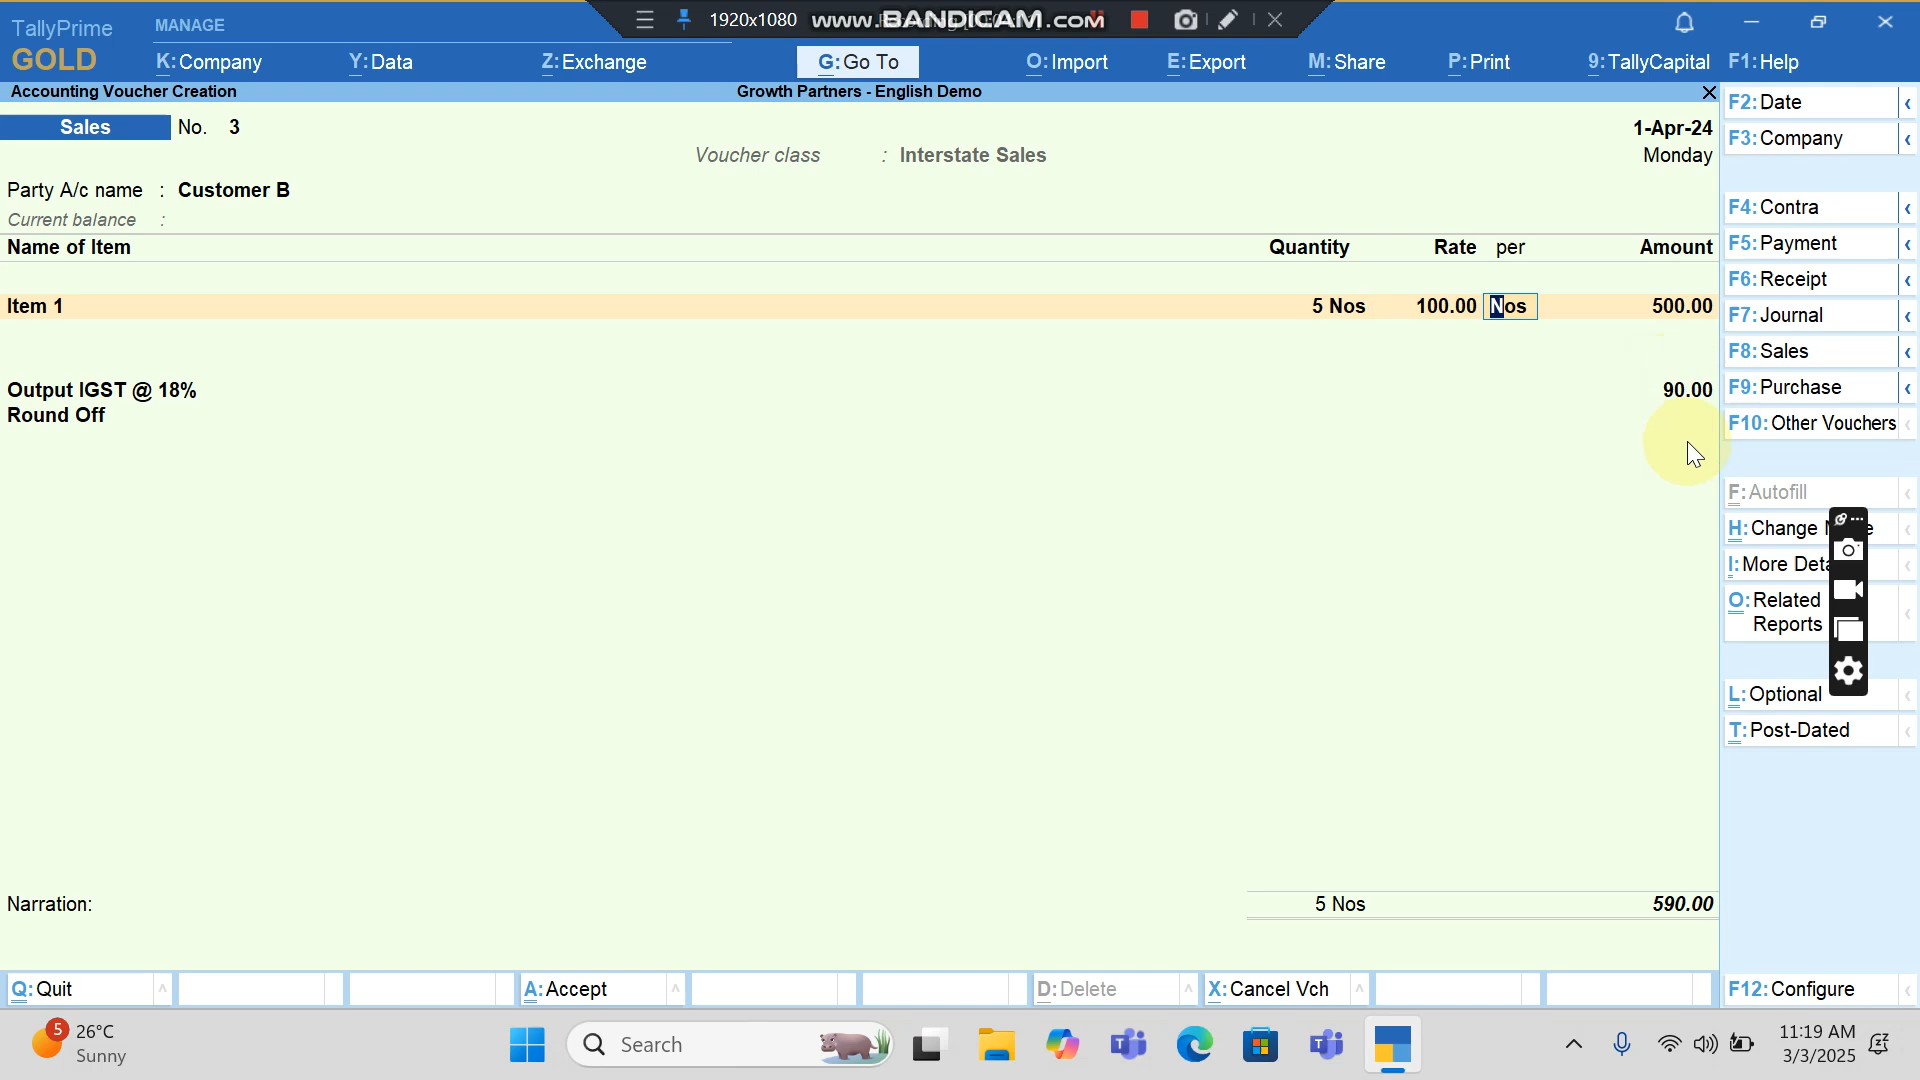 TallyPrime
GOLD
MANAGE
1920x1080
www.BANDICAM.com
K:Company
Y:Data
Z:Exchange
G:Go To
O:Import
E:Export
M:Share
P:Print
9:TallyCapital
F1:Help
Accounting Voucher Creation
Growth Partners - English Demo
Sales
No. 3
1-Apr-24
Voucher class : Interstate Sales
Monday
Party A/c name : Customer B
Current balance :
Name of Item
Quantity
Rate per
Amount
Item 1
5 Nos
100.00 Nos
500.00
Output IGST @ 18%
90.00
Round Off
Narration:
5 Nos
590.00
F2:Date
F3:Company
F4:Contra
F5:Payment
F6:Receipt
F7:Journal
F8:Sales
F9:Purchase
F10:Other Vouchers
F:Autofill
H:Change
I:More
O:Related
Reports
L:Optional
T:Post-Dated
Q:Quit
A:Accept
D:Delete
X:Cancel Vch
F12:Configure
5
26°C
Sunny
Search
11:19 AM
3/3/2025